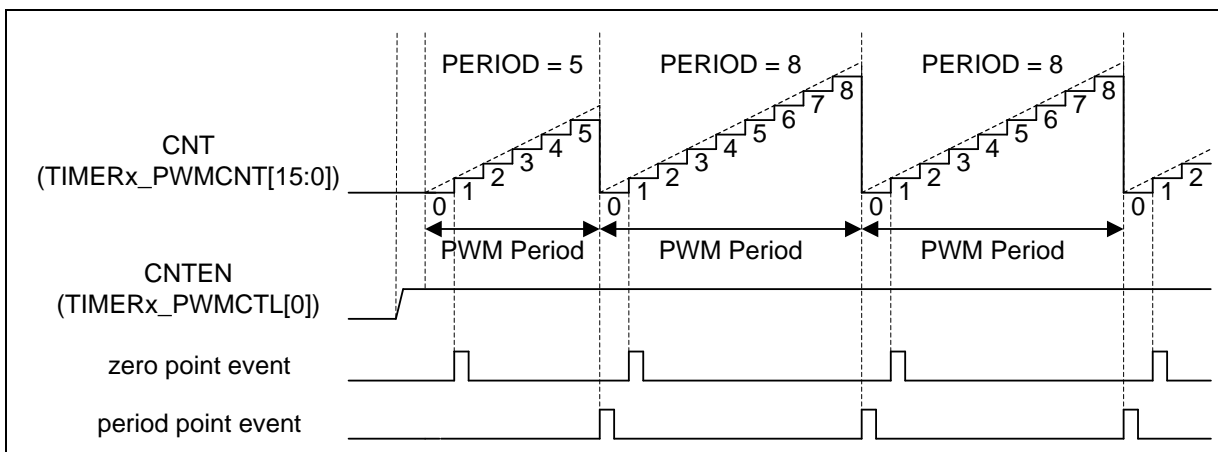 PERIOD = 5 PERIOD = 8 PERIOD = 8
CNT
(TIMERx_PWMCNT[15:0])
0 1 2 3 4 5 0 1 2 3 4 5 6 7 8 0 1 2 3 4 5 6 7 8 0 1 2
PWM Period PWM Period PWM Period
CNTEN
(TIMERx_PWMCTL[0])
zero point event
period point event